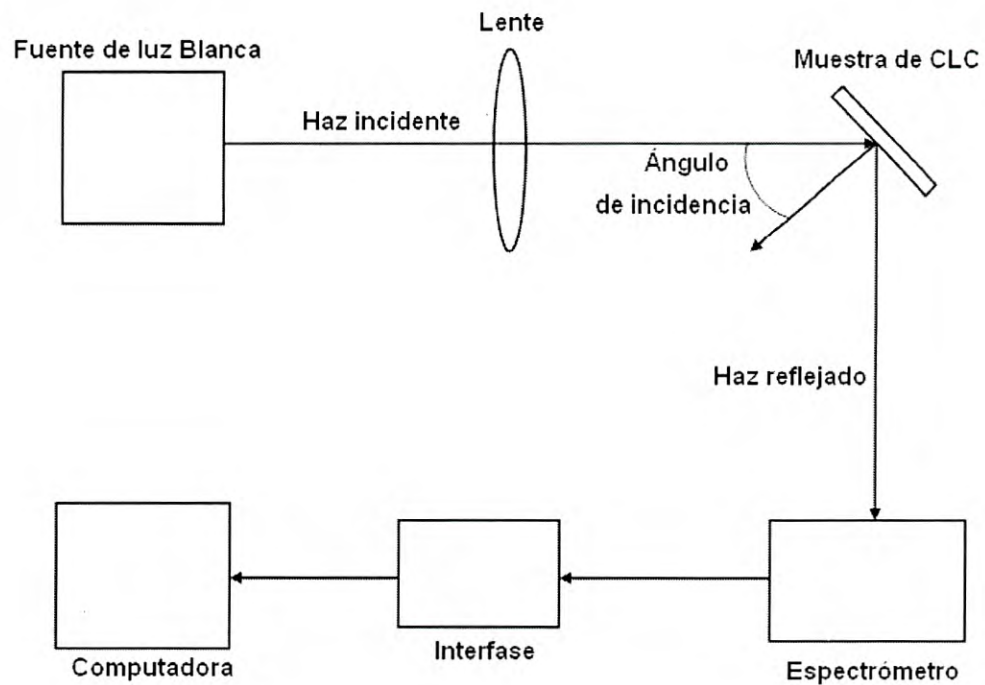 Lente
Fuente de luz Blanca
Muestra de CLC
Haz incidente
Ángulo
de incidencia
Haz reflejado
Computadora
Interfase
Espectrómetro